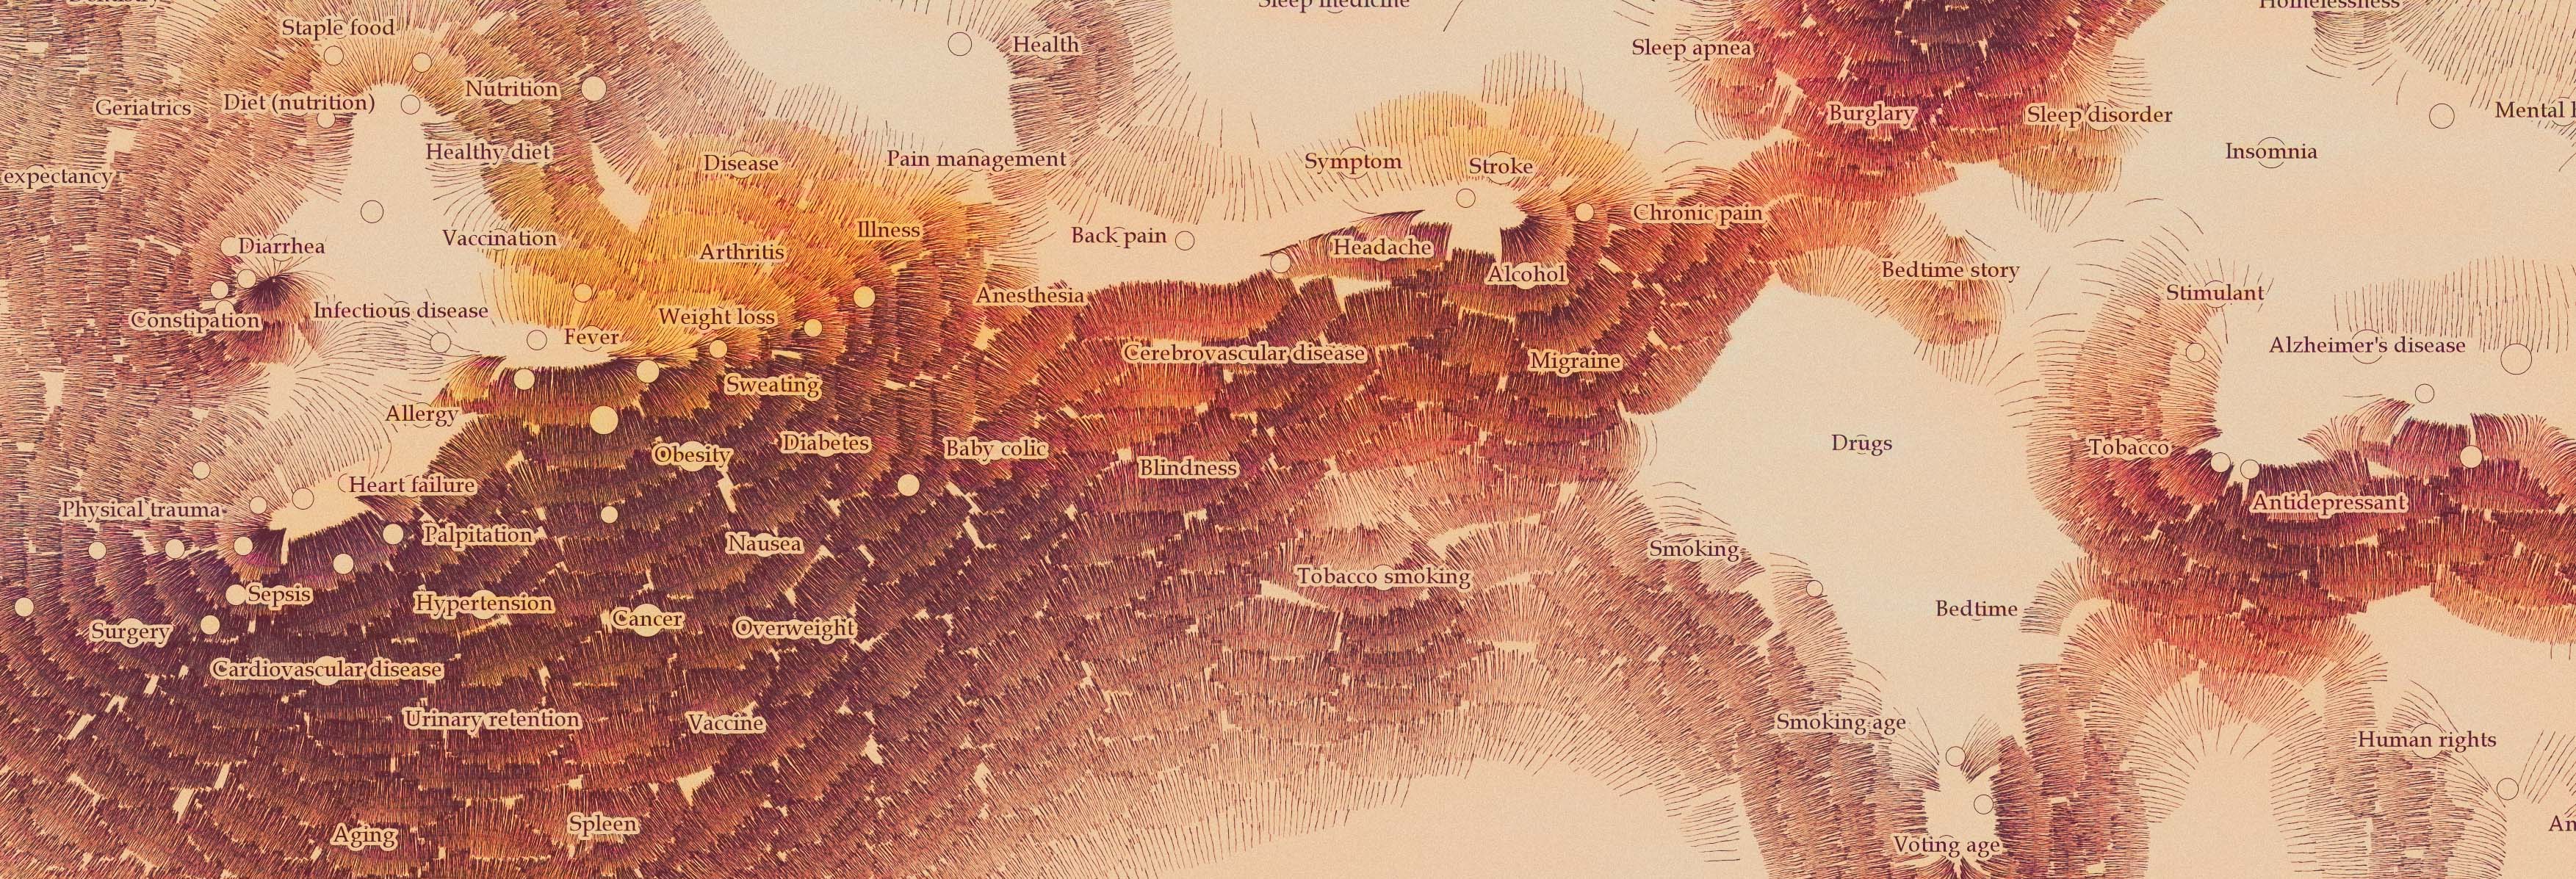 Sleep medicine
Homelessness
Staple food
Health
Sleep apnea
Nutrition
Geriatrics
Diet (nutrition)
Burglary
Sleep disorder
Mental
Healthy diet
Insomnia
Disease
Pain management
Symptom
Stroke
expectancy
Chronic pain
Illness
Back pain
Vaccination
Diarrhea
Headache
Arthritis
Alcohol
Bedtime story
Stimulant
Anesthesia
Infectious disease
Constipation
Weight loss
Fever
Alzheimer's disease
Cerebrovascular disease
Migraine
Sweating
Allergy
Diabetes
Drugs
Baby colic
Tobacco
Obesity
Blindness
Heart failure
Antidepressant
Physical trauma
Palpitation
Nausea
Smoking
Tobacco smoking
Sepsis
Hypertension
Bedtime
Cancer
Overweight
Surgery
Cardiovascular disease
Urinary retention
Vaccine
Smoking age
Human rights
Spleen
Aging
Voting age